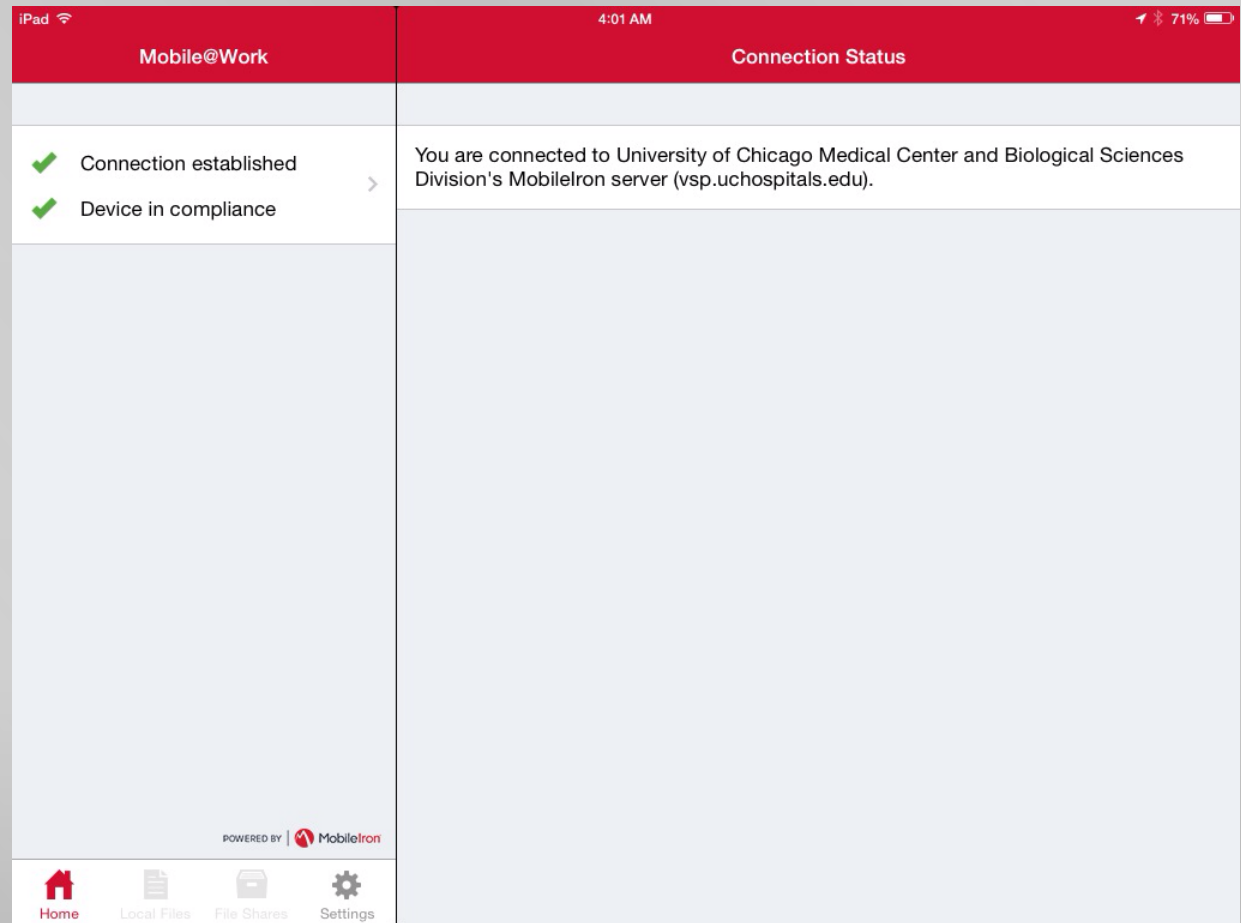 iPad 4:01 AM 71%
Mobile@Work
Connection Status
Connection established
Device in compliance
You are connected to University of Chicago Medical Center and Biological Sciences
Division's MobileIron server (vsp.uchospitals.edu).
POWERED BY | MobileIron
Home Local Files File Shares Settings